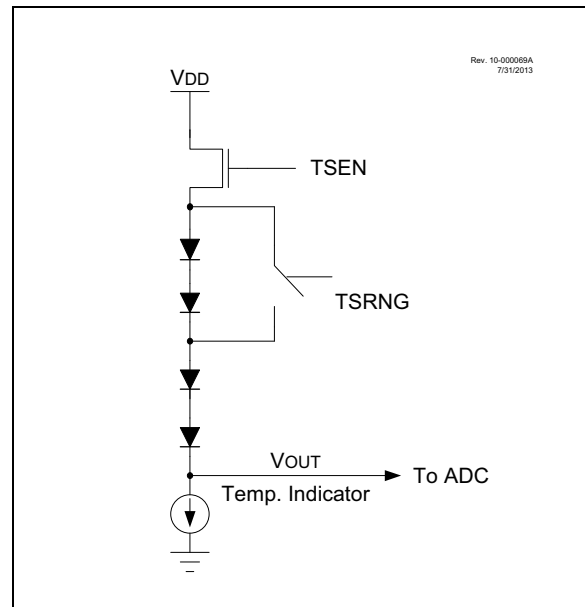 Rev. 10-000069A
7/31/2013
VDD
TSEN
TSRNG
VOUT
To ADC
Temp. Indicator